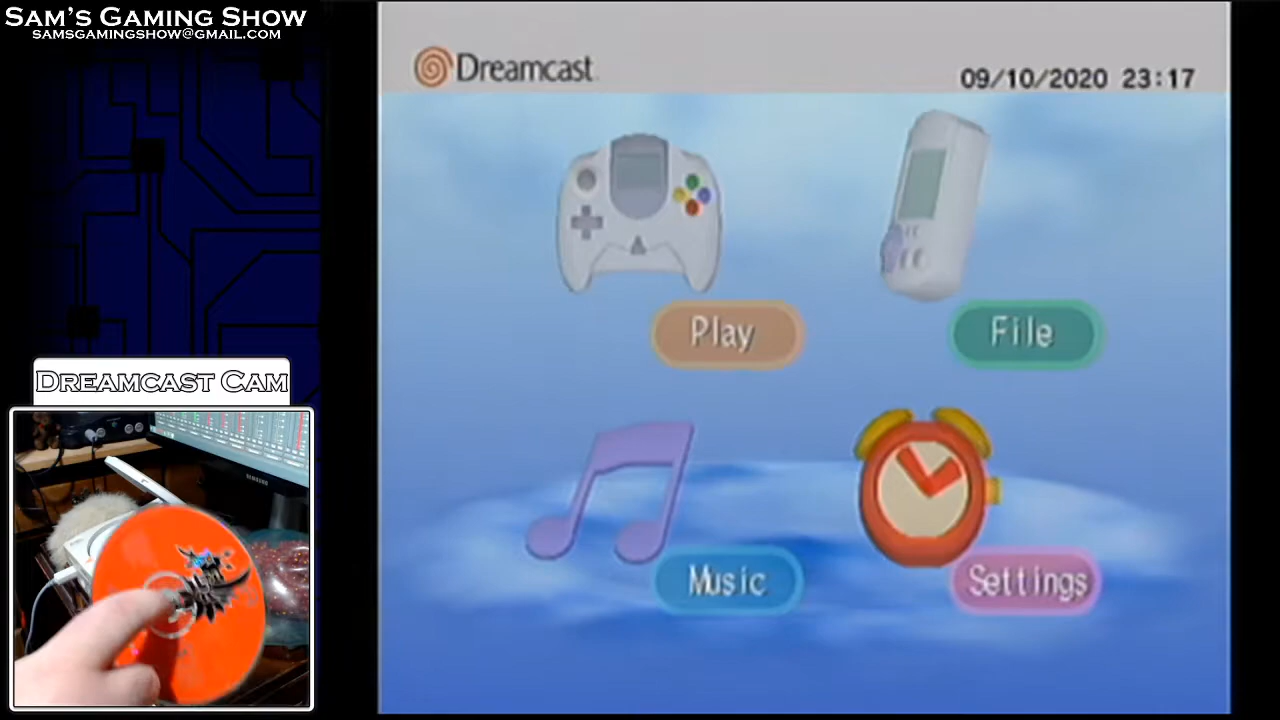 SAM'S GAMING SHOW
SAMSGAMINGSHOW@GMAIL.COM
Dreamcast
09/10/2020 23:17
Play
File
DREAMCAST CAM
Music
Settings